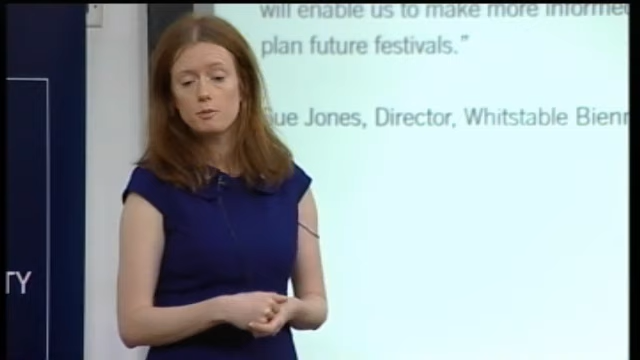 will enable us to make more informed
plan future festivals.”
Sue Jones, Director, Whitstable Bienn
TY